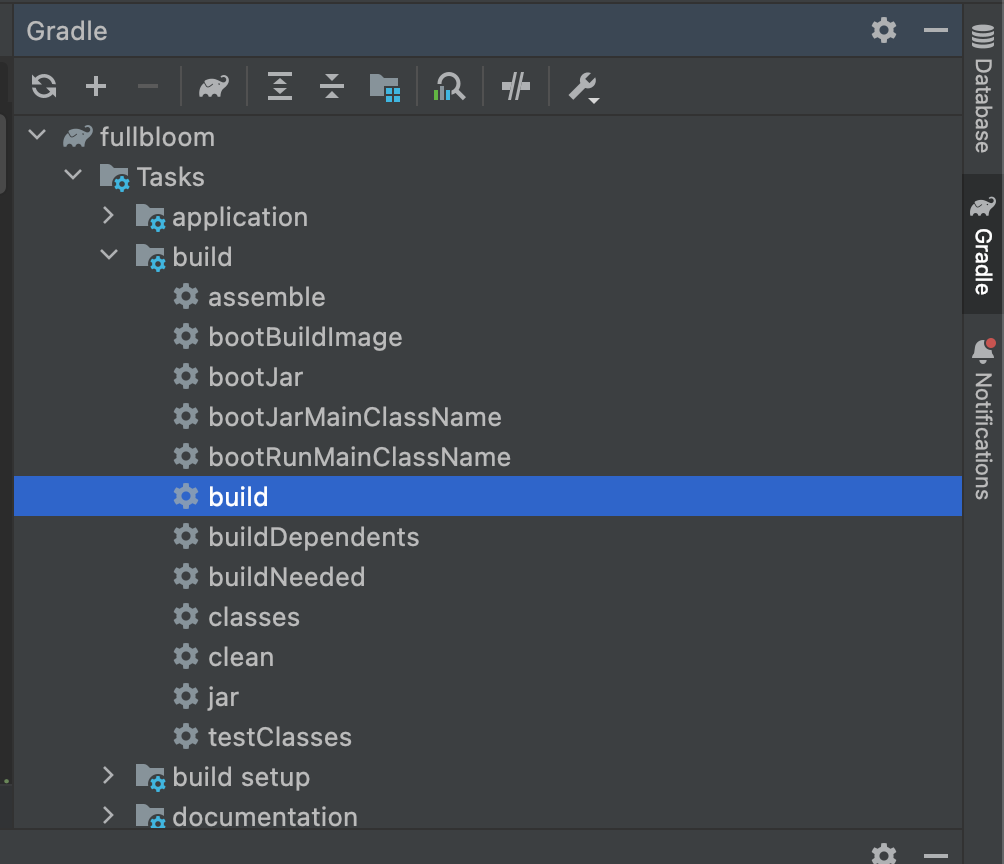 Gradle
fullbloom
Tasks
application
build
assemble
bootBuildImage
bootJar
bootJarMainClassName
bootRunMainClassName
build
buildDependents
buildNeeded
classes
clean
jar
testClasses
build setup
documentation
Database
Gradle
Notifications